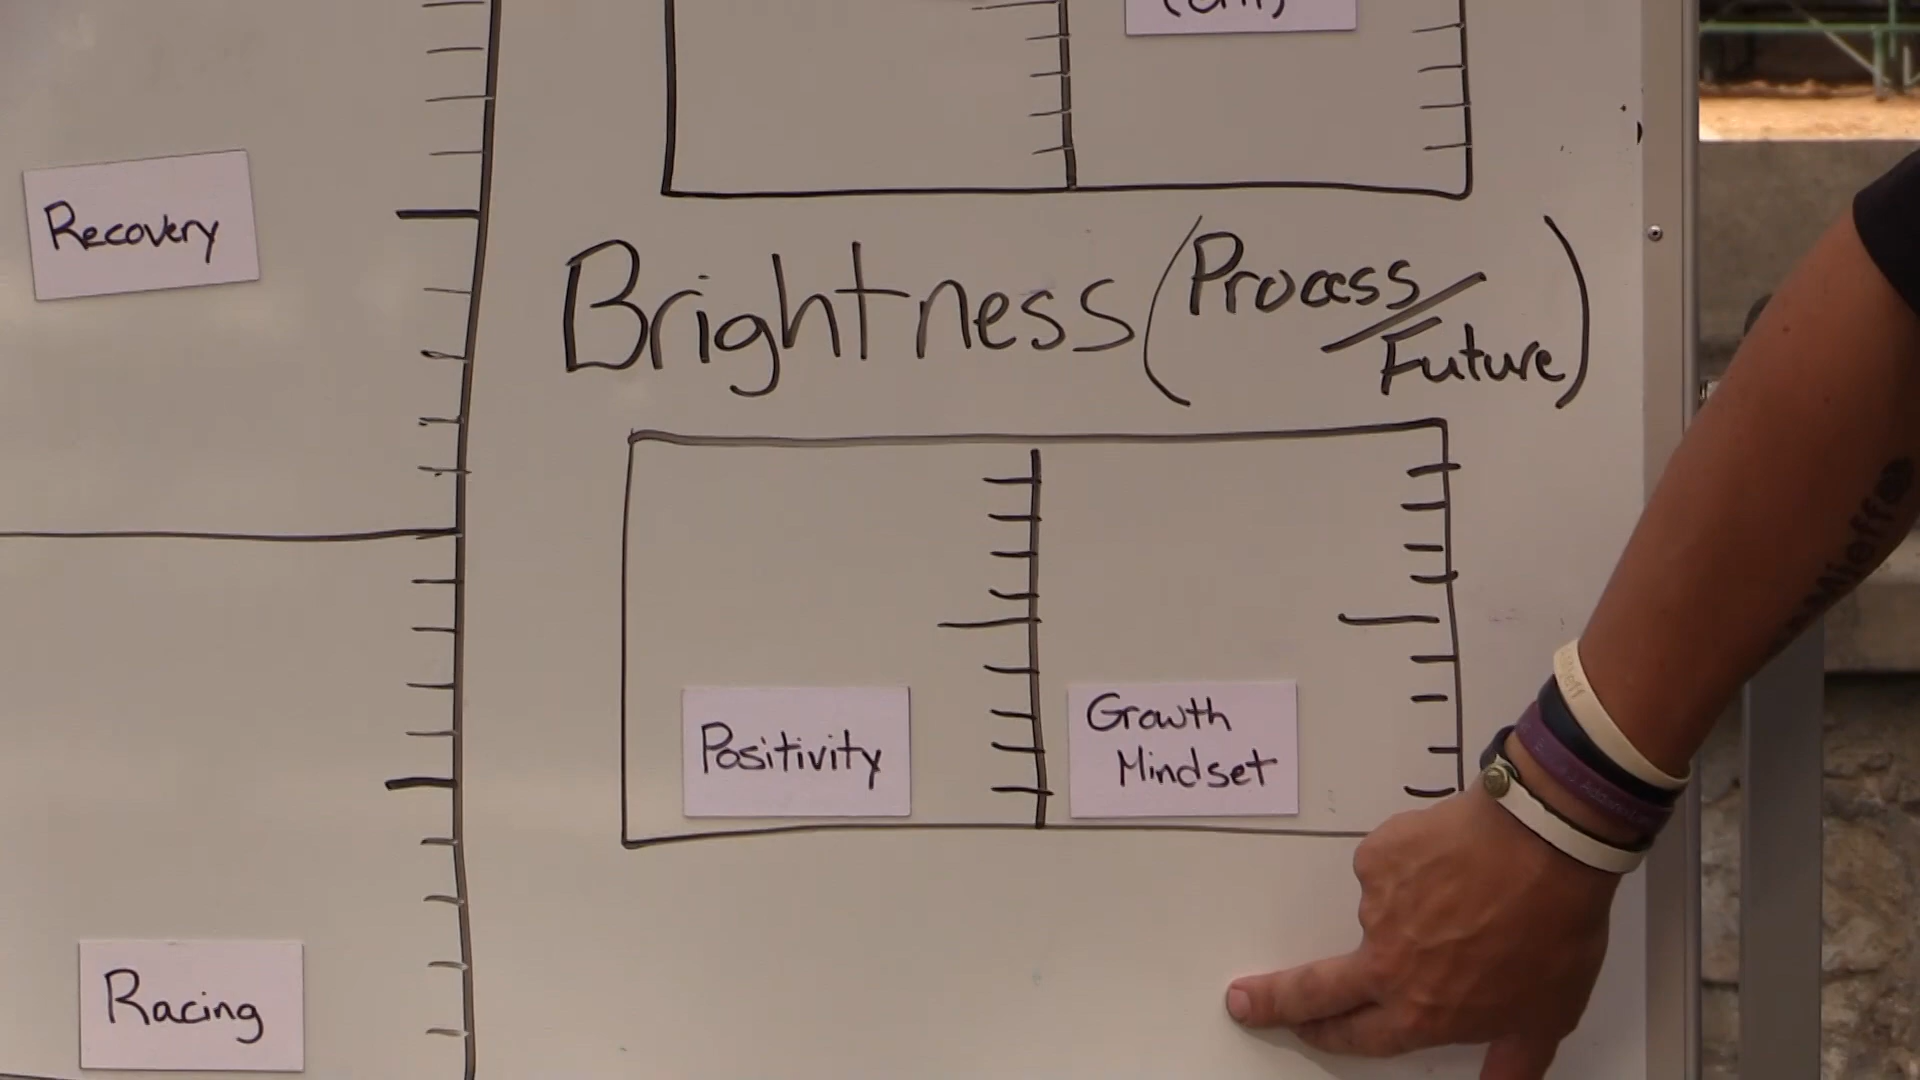 Recovery
Racing
Brightness (Process/
Future)
Positivity
Growth
Mindset